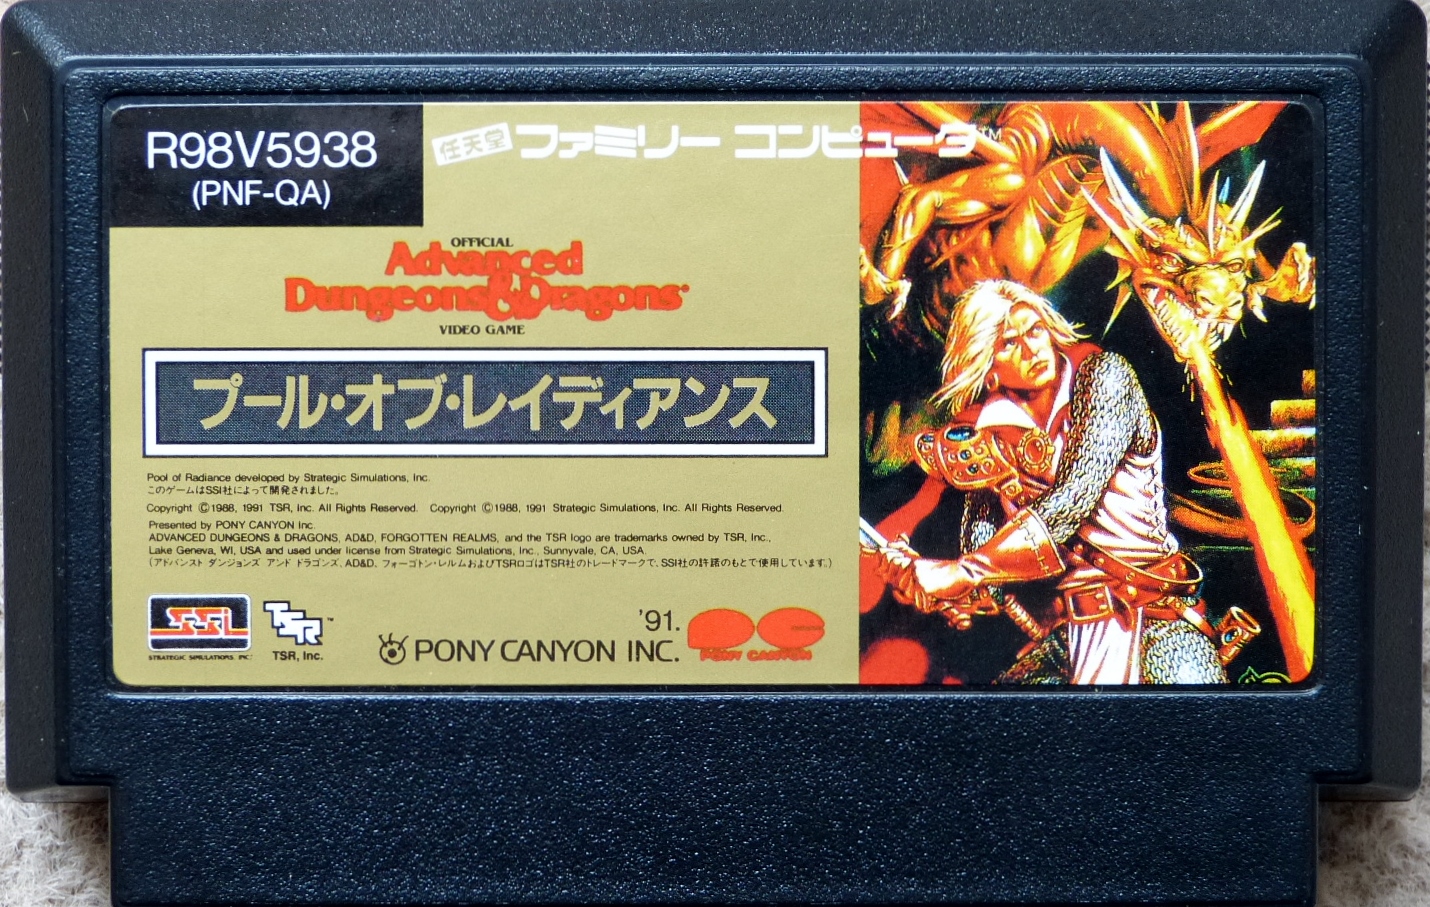 R98V5938
(PNF-QA)
任天堂 ファミリー コンピュータ™
OFFICIAL
Advanced
Dungeons & Dragons®
VIDEO GAME
プール・オブ・レイディアンス
Pool of Radiance developed by Strategic Simulations, Inc.
このゲームはSSI社によって開発されました。
Copyright ©1988, 1991 TSR, Inc. All Rights Reserved. Copyright ©1988, 1991 Strategic Simulations, Inc. All Rights Reserved.
Presented by PONY CANYON Inc.
ADVANCED DUNGEONS & DRAGONS, AD&D, FORGOTTEN REALMS, and the TSR logo are trademarks owned by TSR, Inc.,
Lake Geneva, WI, USA and used under license from Strategic Simulations, Inc., Sunnyvale, CA, USA.
(アドバンスト ダンジョンズ アンド ドラゴンズ、AD&D、フォーゴトン・レルムおよびTSRロゴはTSR社のトレードマークで、SSI社の許諾のもとで使用しています。)
SSI
STRATEGIC SIMULATIONS, INC.
TSR™
TSR, Inc.
'91.
PONY CANYON INC.
PC
PONY CANYON